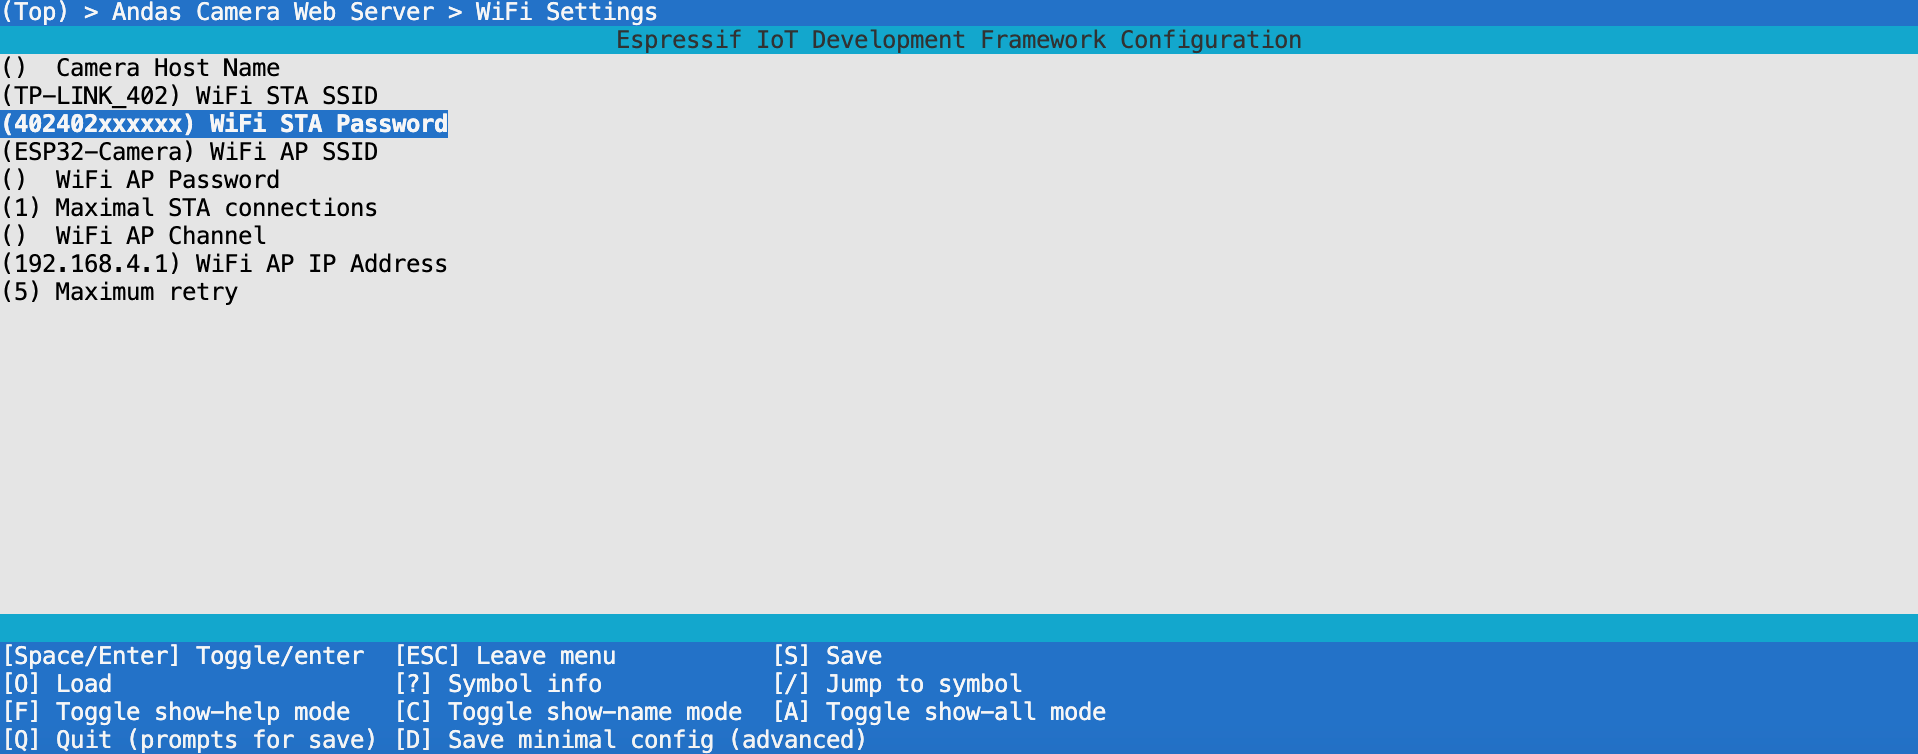 (Top) > Andas Camera Web Server > WiFi Settings
Espressif IoT Development Framework Configuration
()  Camera Host Name
(TP-LINK_402) WiFi STA SSID
(402402xxxxxx) WiFi STA Password
(ESP32-Camera) WiFi AP SSID
()  WiFi AP Password
(1) Maximal STA connections
()  WiFi AP Channel
(192.168.4.1) WiFi AP IP Address
(5) Maximum retry
[Space/Enter] Toggle/enter  [ESC] Leave menu           [S] Save
[O] Load                    [?] Symbol info            [/] Jump to symbol
[F] Toggle show-help mode   [C] Toggle show-name mode  [A] Toggle show-all mode
[Q] Quit (prompts for save) [D] Save minimal config (advanced)